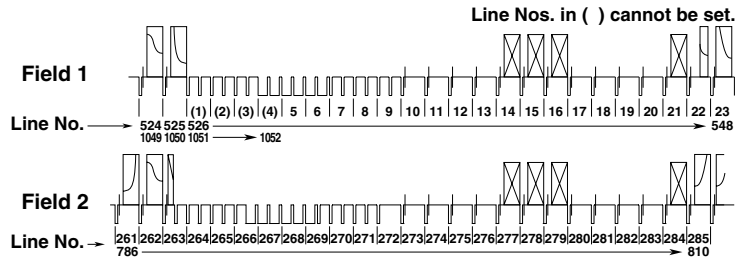 Line Nos. in ( ) cannot be set.
Field 1
(1) (2) (3) (4) 5 6 7 8 9 10 11 12 13 14 15 16 17 18 19 20 21 22 23
Line No. 524 525 526 548
1049 1050 1051 1052
Field 2
Line No. 261 262 263 264 265 266 267 268 269 270 271 272 273 274 275 276 277 278 279 280 281 282 283 284 285
786 810